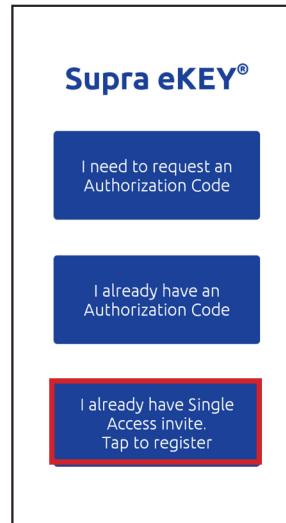 Supra eKEY®
I need to request an
Authorization Code
I already have an
Authorization Code
I already have Single
Access invite.
Tap to register